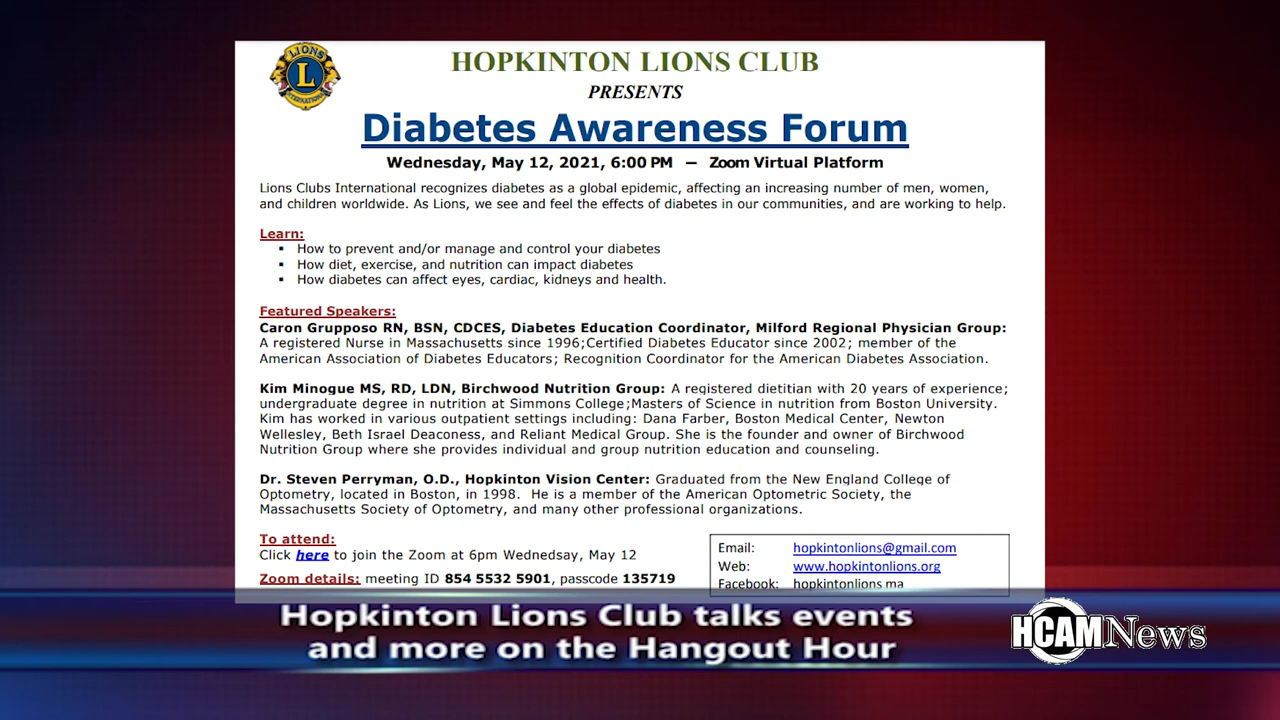 LIONS
L
INTERNATIONAL
HOPKINTON LIONS CLUB
PRESENTS
Diabetes Awareness Forum
Wednesday, May 12, 2021, 6:00 PM – Zoom Virtual Platform
Lions Clubs International recognizes diabetes as a global epidemic, affecting an increasing number of men, women,
and children worldwide. As Lions, we see and feel the effects of diabetes in our communities, and are working to help.
Learn:
▪ How to prevent and/or manage and control your diabetes
▪ How diet, exercise, and nutrition can impact diabetes
▪ How diabetes can affect eyes, cardiac, kidneys and health.
Featured Speakers:
Caron Grupposo RN, BSN, CDCES, Diabetes Education Coordinator, Milford Regional Physician Group:
A registered Nurse in Massachusetts since 1996;Certified Diabetes Educator since 2002; member of the
American Association of Diabetes Educators; Recognition Coordinator for the American Diabetes Association.
Kim Minogue MS, RD, LDN, Birchwood Nutrition Group: A registered dietitian with 20 years of experience;
undergraduate degree in nutrition at Simmons College;Masters of Science in nutrition from Boston University.
Kim has worked in various outpatient settings including: Dana Farber, Boston Medical Center, Newton
Wellesley, Beth Israel Deaconess, and Reliant Medical Group. She is the founder and owner of Birchwood
Nutrition Group where she provides individual and group nutrition education and counseling.
Dr. Steven Perryman, O.D., Hopkinton Vision Center: Graduated from the New England College of
Optometry, located in Boston, in 1998. He is a member of the American Optometric Society, the
Massachusetts Society of Optometry, and many other professional organizations.
To attend:
Click here to join the Zoom at 6pm Wednesday, May 12
Zoom details: meeting ID 854 5532 5901, passcode 135719
Email: hopkintonlions@gmail.com
Web: www.hopkintonlions.org
Facebook: hopkintonlions ma
Hopkinton Lions Club talks events
and more on the Hangout Hour
HCAM News